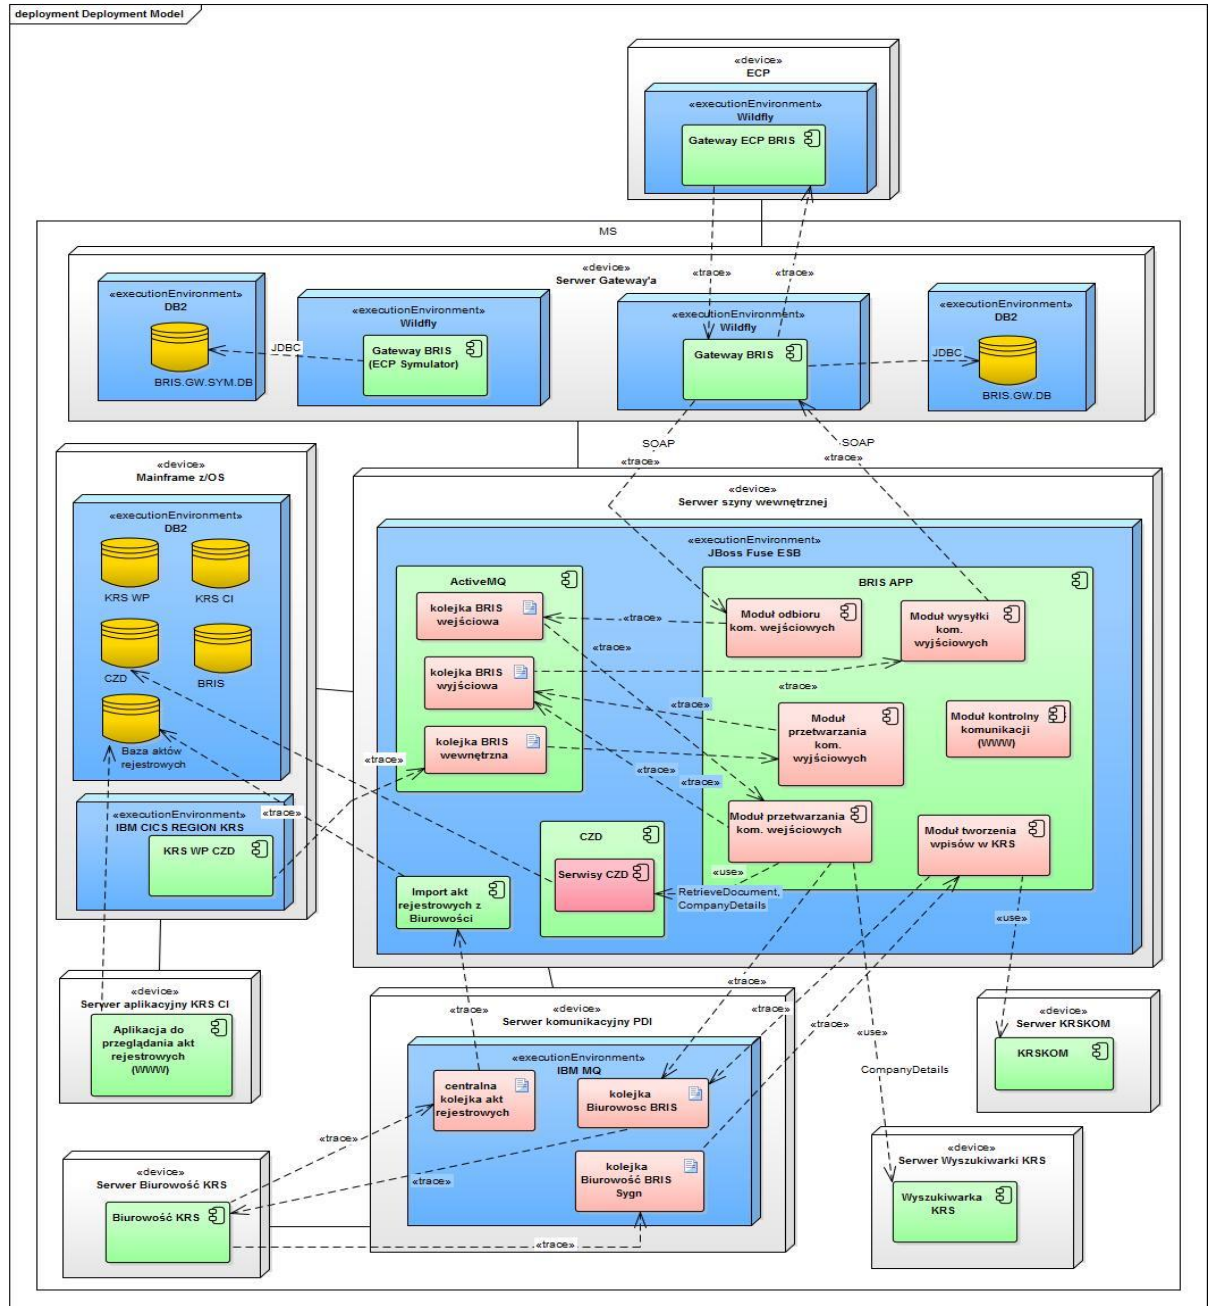 deployment Deployment Model
«device»
ECP
«executionEnvironment»
Wildfly
Gateway ECP BRIS
MS
«device»
Serwer Gateway'a
«trace»
«trace»
«executionEnvironment»
DB2
BRIS.GW.SYM.DB
JDBC
«executionEnvironment»
Wildfly
Gateway BRIS
(ECP Symulator)
«executionEnvironment»
Wildfly
Gateway BRIS
JDBC
«executionEnvironment»
DB2
BRIS.GW.DB
SOAP
«trace»
SOAP
«trace»
«device»
Mainframe z/OS
«executionEnvironment»
DB2
KRS WP
KRS CI
CZD
BRIS
Baza aktów
rejestrowych
«executionEnvironment»
IBM CICS REGION KRS
KRS WP CZD
«trace»
«trace»
«device»
Serwer szyny wewnętrznej
«executionEnvironment»
JBoss Fuse ESB
ActiveMQ
kolejka BRIS
wejściowa
kolejka BRIS
wyjściowa
kolejka BRIS
wewnętrzna
«trace»
«trace»
«trace»
«trace»
«trace»
«trace»
BRIS APP
Moduł odbioru
kom. wejściowych
Moduł wysyłki
kom.
wyjściowych
Moduł
przetwarzania
kom.
wyjściowych
Moduł kontrolny
komunikacji
(WWW)
Moduł przetwarzania
kom. wejściowych
Moduł tworzenia
wpisów w KRS
CZD
Serwisy CZD
«use»
RetrieveDocument,
CompanyDetails
Import akt
rejestrowych z
Biurowości
«use»
«device»
Serwer aplikacyjny KRS CI
Aplikacja do
przeglądania akt
rejestrowych
(WWW)
«device»
Serwer komunikacyjny PDI
«trace»
«trace»
«trace»
«trace»
«use»
CompanyDetails
«executionEnvironment»
IBM MQ
centralna
kolejka akt
rejestrowych
kolejka
Biurowosc BRIS
kolejka
Biurowość BRIS
Sygn
«device»
Serwer KRSKOM
KRSKOM
«device»
Serwer Biurowość KRS
Biurowość KRS
«trace»
«trace»
«trace»
«device»
Serwer Wyszukiwarki KRS
Wyszukiwarka
KRS